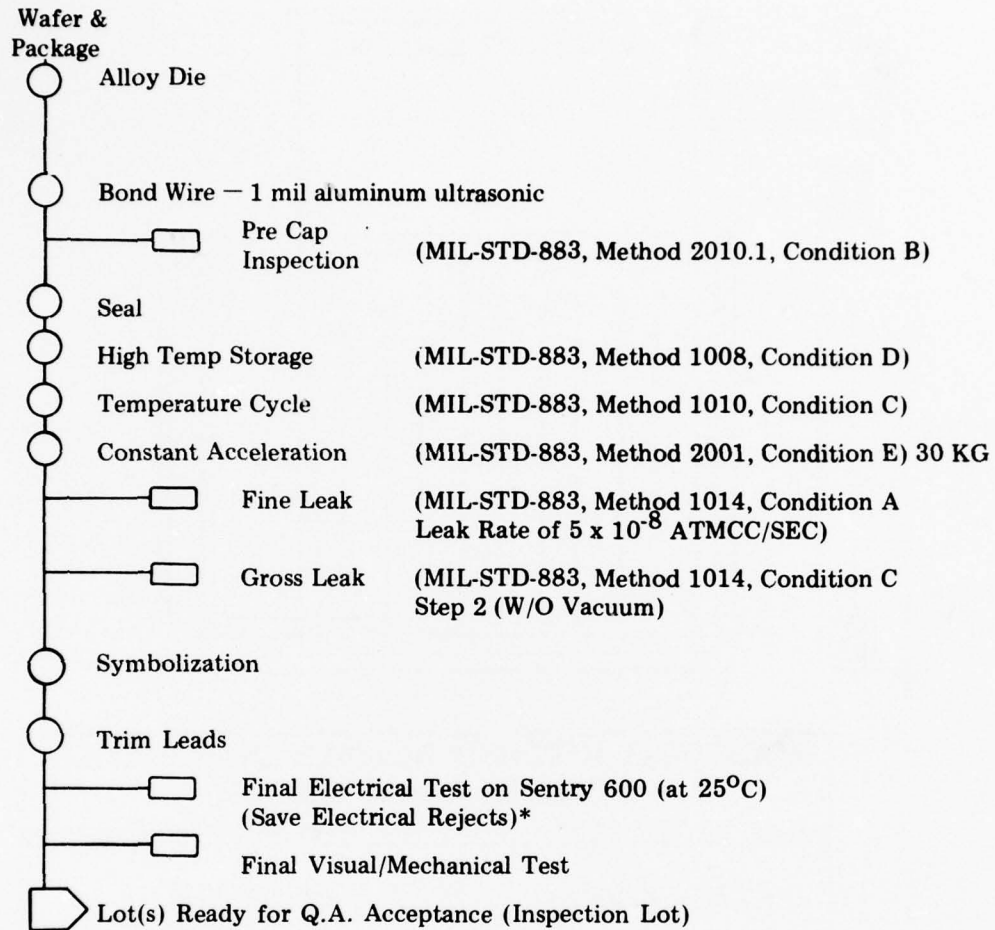 Wafer &
Package
Alloy Die
Bond Wire — 1 mil aluminum ultrasonic
Pre Cap
Inspection (MIL-STD-883, Method 2010.1, Condition B)
Seal
High Temp Storage (MIL-STD-883, Method 1008, Condition D)
Temperature Cycle (MIL-STD-883, Method 1010, Condition C)
Constant Acceleration (MIL-STD-883, Method 2001, Condition E) 30 KG
Fine Leak (MIL-STD-883, Method 1014, Condition A
Leak Rate of 5 x 10⁻⁸ ATMCC/SEC)
Gross Leak (MIL-STD-883, Method 1014, Condition C
Step 2 (W/O Vacuum)
Symbolization
Trim Leads
Final Electrical Test on Sentry 600 (at 25°C)
(Save Electrical Rejects)*
Final Visual/Mechanical Test
Lot(s) Ready for Q.A. Acceptance (Inspection Lot)